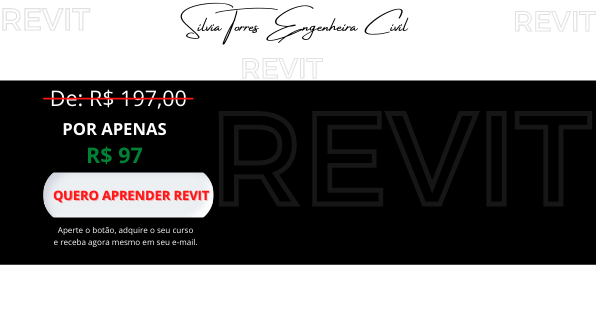 REVIT
Silvia Torres Engenheira Civil
REVIT
REVIT
De: R$ 197,00
POR APENAS
R$ 97
REVIT
QUERO APRENDER REVIT
Aperte o botão, adquire o seu curso
e receba agora mesmo em seu e-mail.